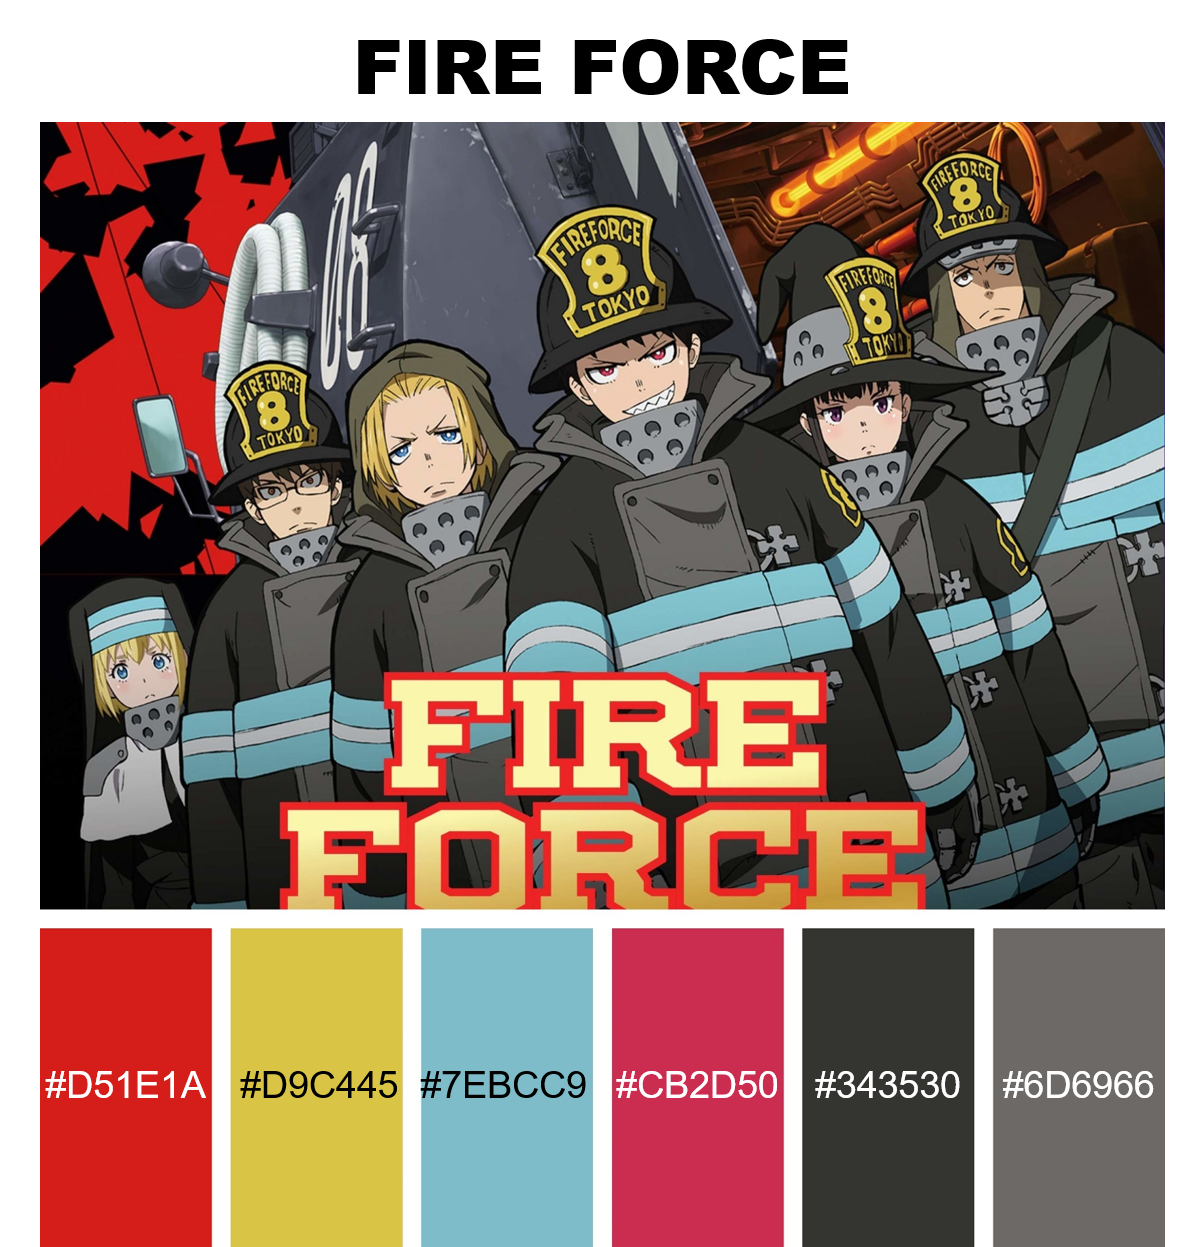 FIRE FORCE
08
FIREFORCE
8
TOKYO
FIREFORCE
8
TOKYO
FIREFORCE
8
TOKYO
FIREFORCE
8
TOKYO
FIRE
FORCE
#D51E1A
#D9C445
#7EBCC9
#CB2D50
#343530
#6D6966